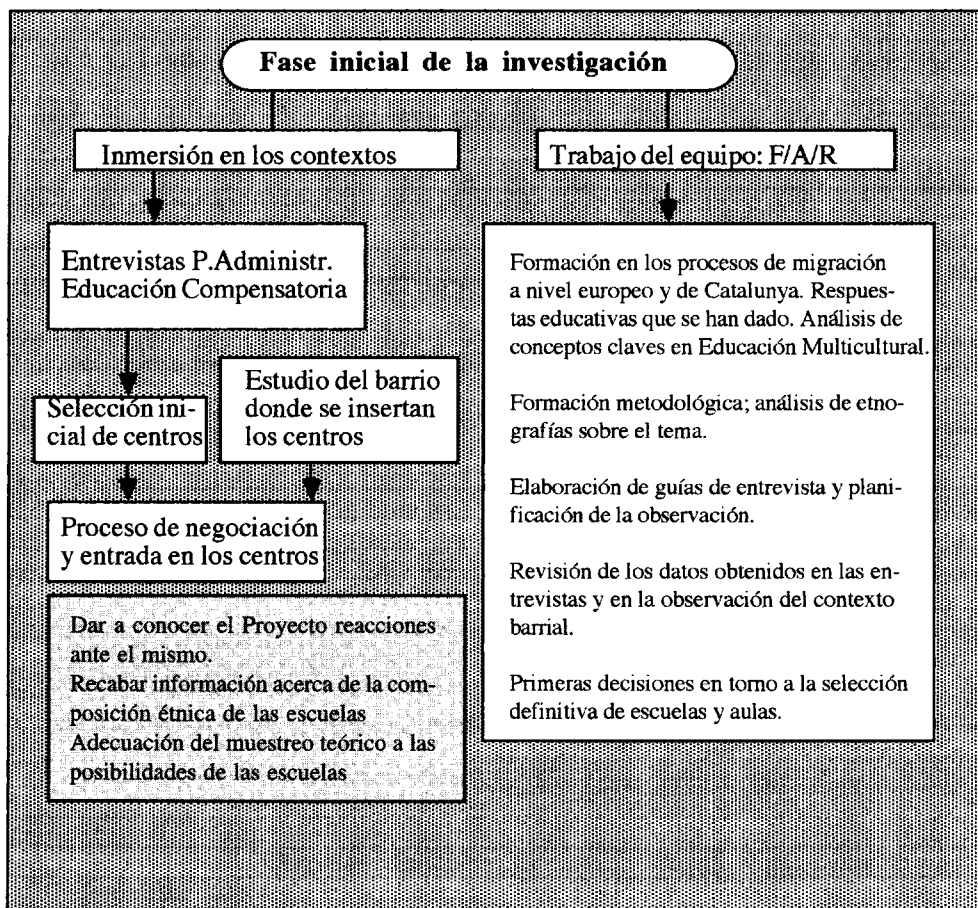 Fase inicial de la investigación
Inmersión en los contextos
Trabajo del equipo: F/A/R
Entrevistas P.Administr.
Educación Compensatoria
Selección ini-
cial de centros
Estudio del barrio
donde se insertan
los centros
Proceso de negociación
y entrada en los centros
Dar a conocer el Proyecto reacciones
ante el mismo.
Recabar información acerca de la com-
posición étnica de las escuelas
Adecuación del muestreo teórico a las
posibilidades de las escuelas
Formación en los procesos de migración
a nivel europeo y de Catalunya. Respues-
tas educativas que se han dado. Análisis de
conceptos claves en Educación Multicultural.
Formación metodológica; análisis de etno-
grafías sobre el tema.
Elaboración de guías de entrevista y plani-
ficación de la observación.
Revisión de los datos obtenidos en las en-
trevistas y en la observación del contexto
barrial.
Primeras decisiones en torno a la selección
definitiva de escuelas y aulas.